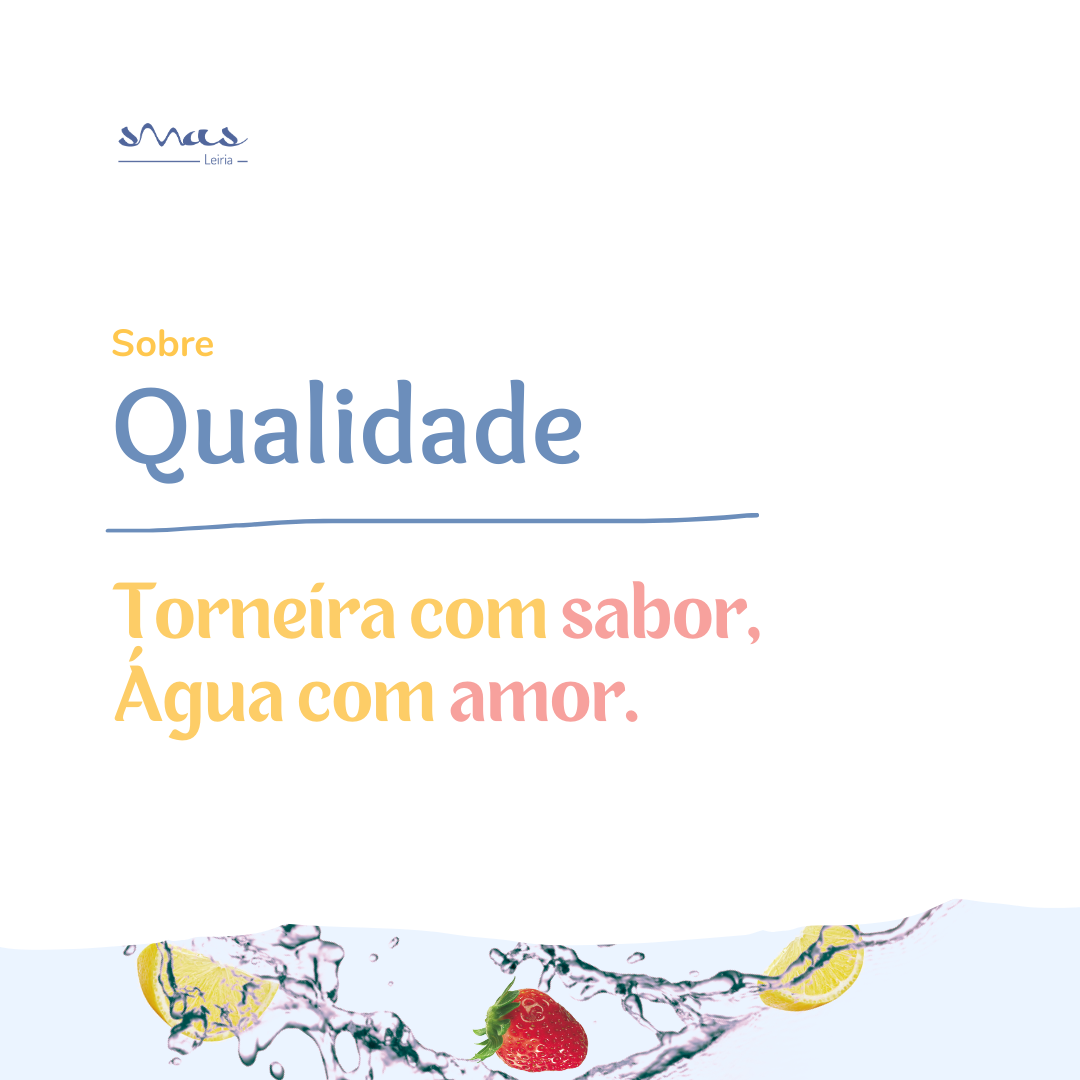 smas
Leiria
Sobre
Qualidade
Torneira com sabor,
Água com amor.